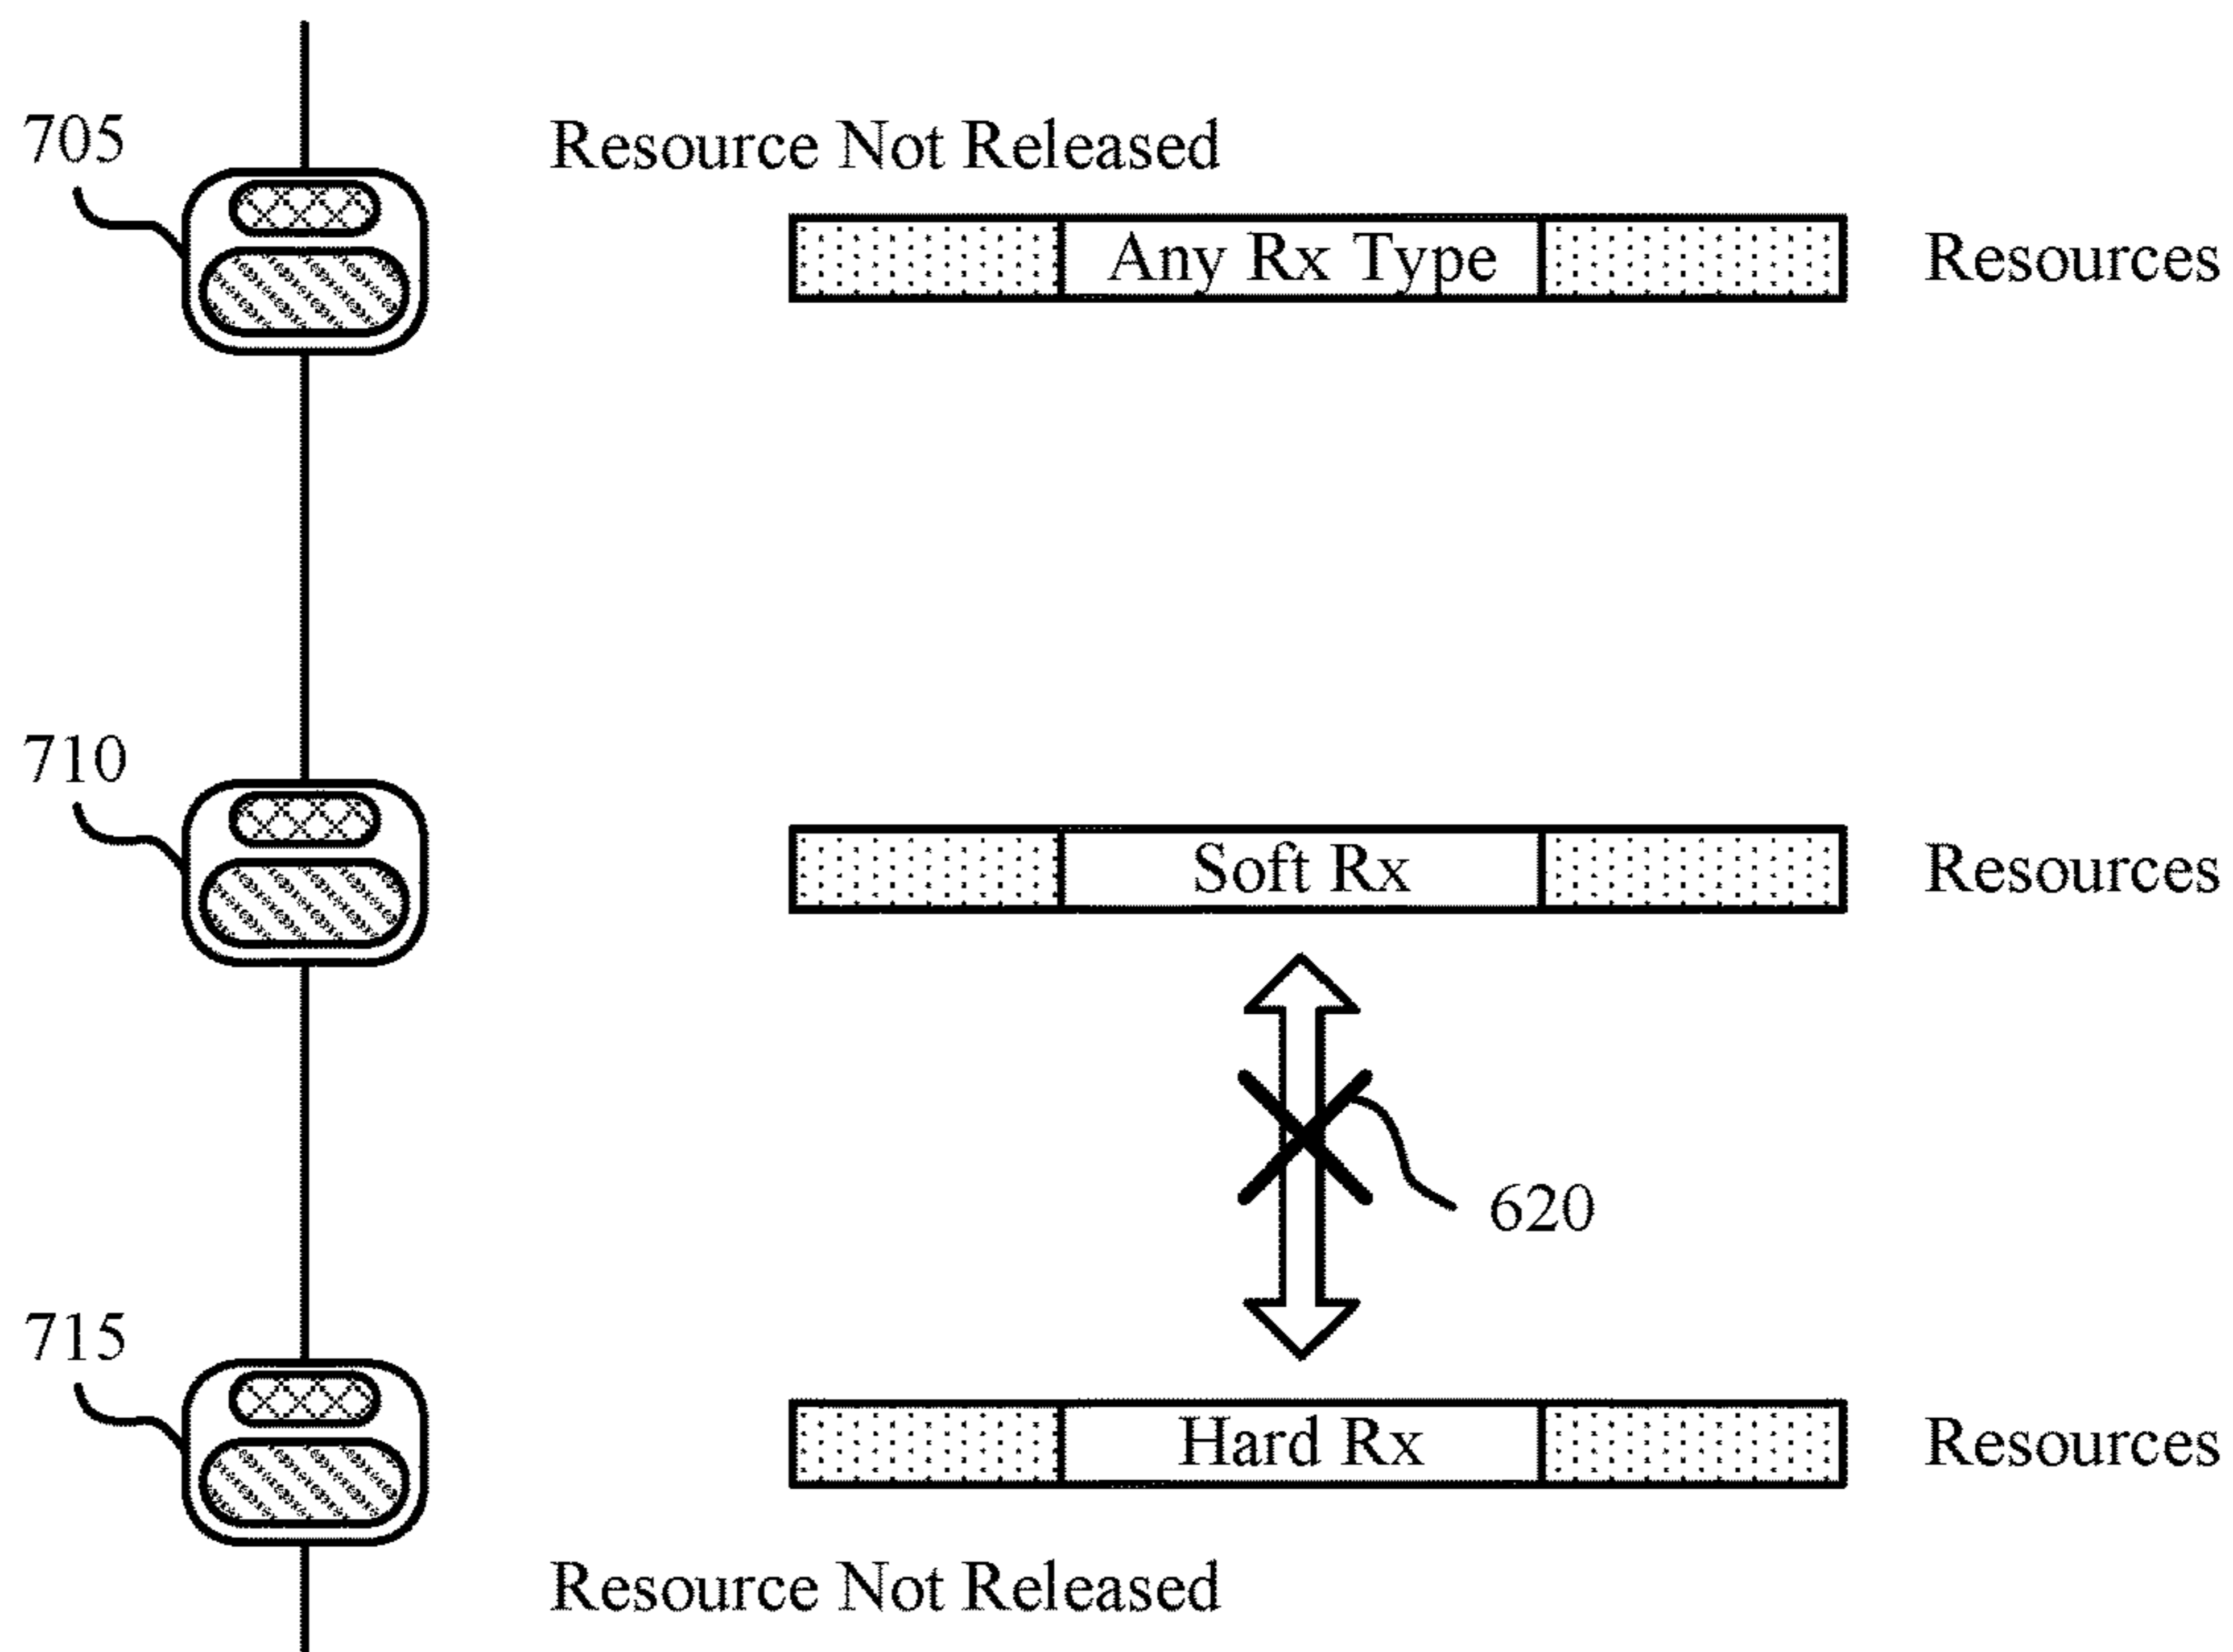 705
Resource Not Released
Any Rx Type
Resources
710
Soft Rx
Resources
620
715
Hard Rx
Resources
Resource Not Released